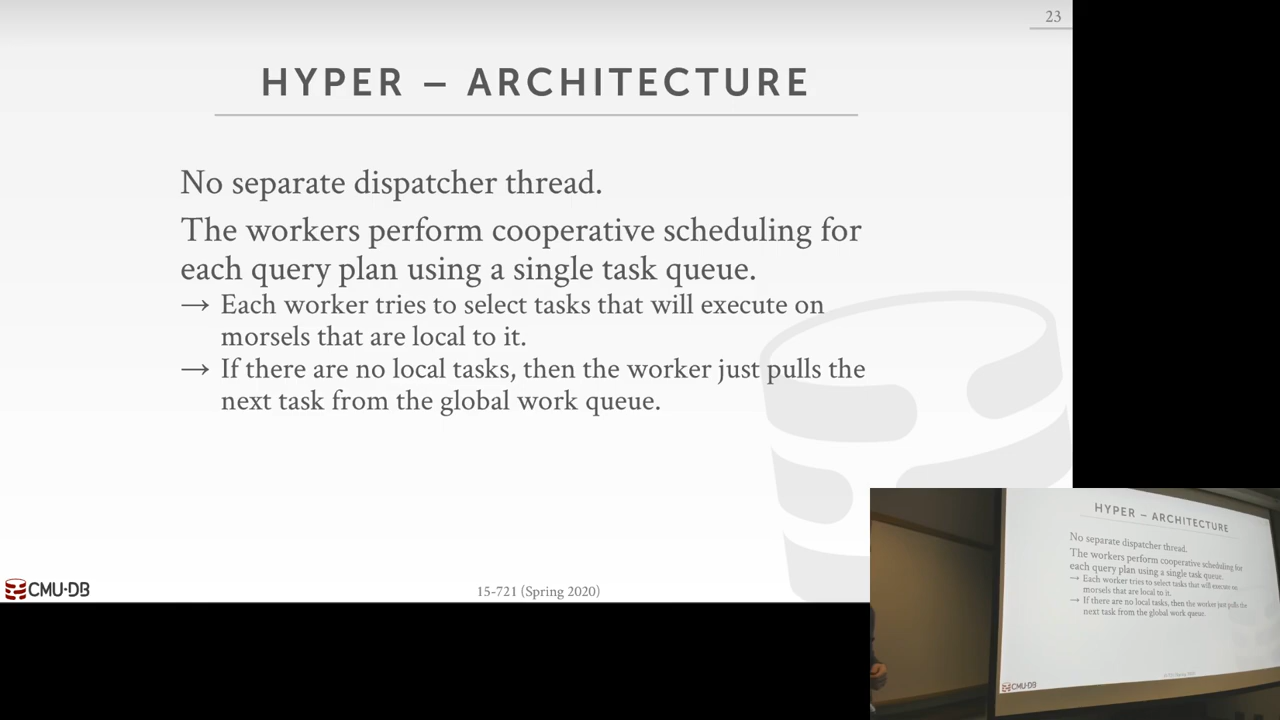 23
HYPER – ARCHITECTURE
No separate dispatcher thread.
The workers perform cooperative scheduling for
each query plan using a single task queue.
→ Each worker tries to select tasks that will execute on
morsels that are local to it.
→ If there are no local tasks, then the worker just pulls the
next task from the global work queue.
CMU·DB
15-721 (Spring 2020)
HYPER – ARCHITECTURE
No separate dispatcher thread.
The workers perform cooperative scheduling for
each query plan using a single task queue.
→ Each worker tries to select tasks that will execute on
morsels that are local to it.
→ If there are no local tasks, then the worker just pulls the
next task from the global work queue.
CMU·DB
15-721 (Spring 2020)